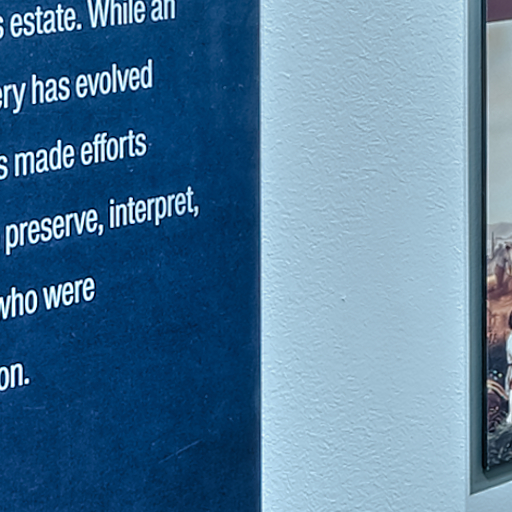 estate. While an
ery has evolved
s made efforts
preserve, interpret,
who were
on.